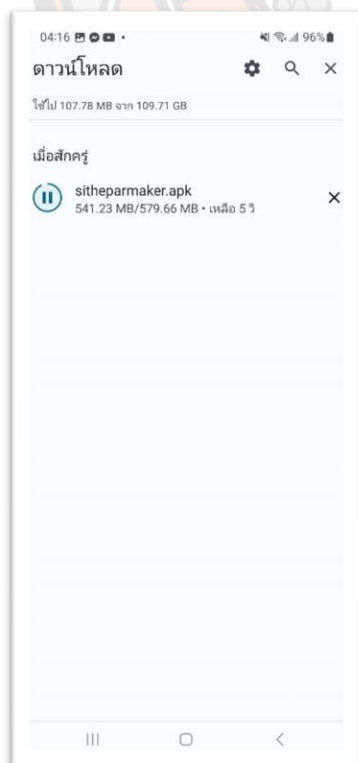 04:16 96%
ดาวน์โหลด
ใช้ไป 107.78 MB จาก 109.71 GB
เมื่อสักครู่
sitheparmaker.apk
541.23 MB/579.66 MB • เหลือ 5 วิ